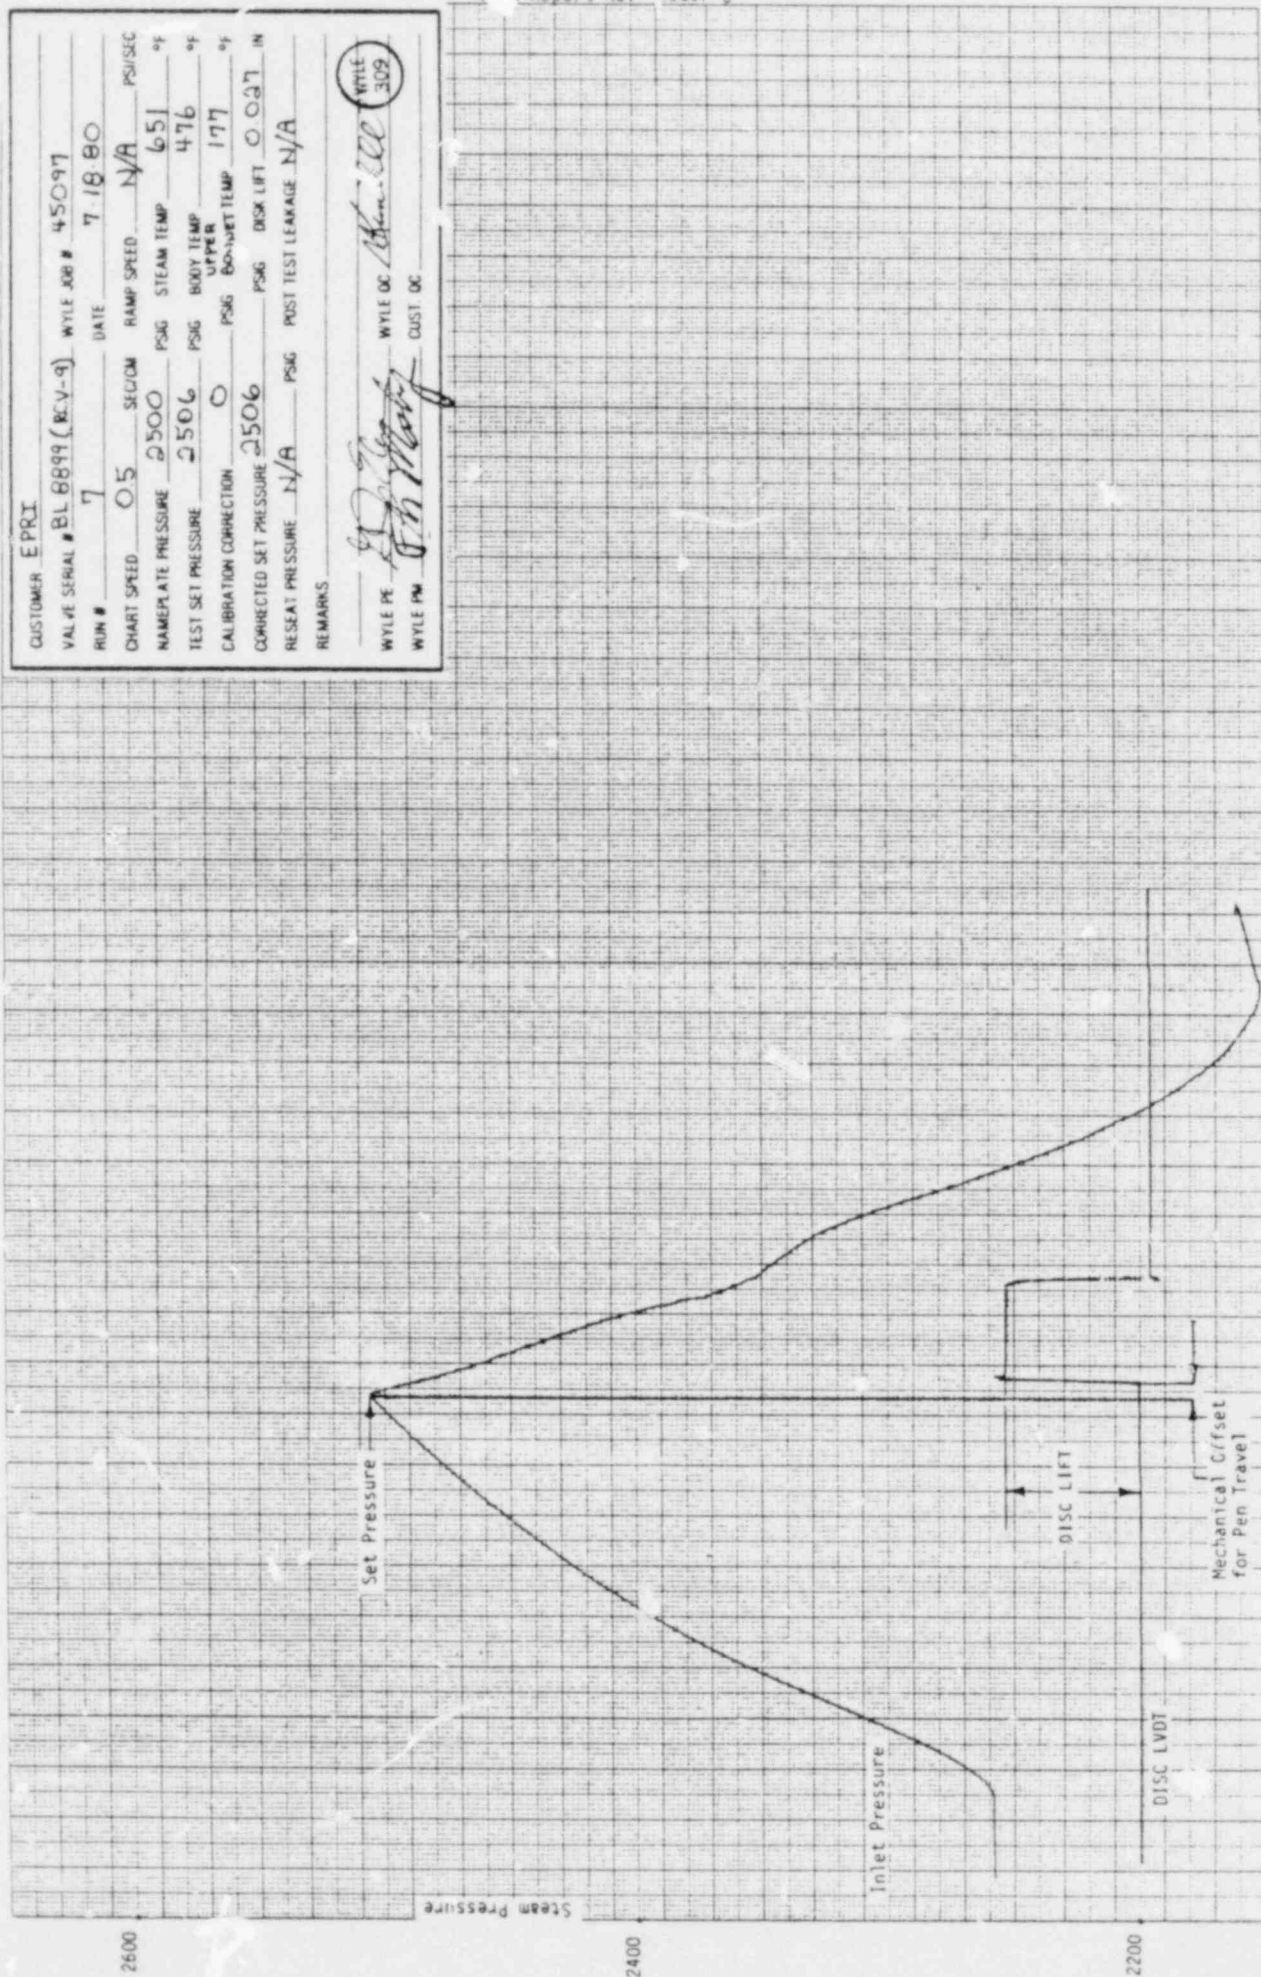 CUSTOMER EPRI
VALVE SERIAL # BL 8899 (RCV-9) WYLE JOB # 45097
RUN # 7 DATE 7 18 80
CHART SPEED 05 SEC/CM RAMP SPEED N/A PSI/SEC
NAMEPLATE PRESSURE 2500 PSIG STEAM TEMP 651 °F
TEST SET PRESSURE 2506 PSIG BODY TEMP 476 °F
CALIBRATION CORRECTION 0 PSIG UPPER BONNET TEMP 177 °F
CORRECTED SET PRESSURE 2506 PSIG DISK LIFT 0 027 IN
RESEAT PRESSURE N/A PSIG POST TEST LEAKAGE N/A
REMARKS
WYLE PE WYLE QC
WYLE 309
WYLE PM CUST. QC
Set Pressure
Inlet Pressure
DISC LIFT
DISC LVDT
Mechanical Offset
for Pen Travel
Steam Pressure
2600
2400
2200